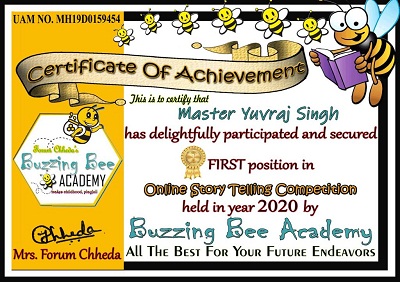 UAM NO. MH19D0159454
Certificate Of Achievement
This is to certify that
Master Yuvraj Singh
has delightfully participated and secured
FIRST position in
Online Story Telling Competition
held in year 2020 by
Buzzing Bee Academy
All The Best For Your Future Endeavors
Forum Chheda's
Buzzing Bee
ACADEMY
Chheda
Mrs. Forum Chheda